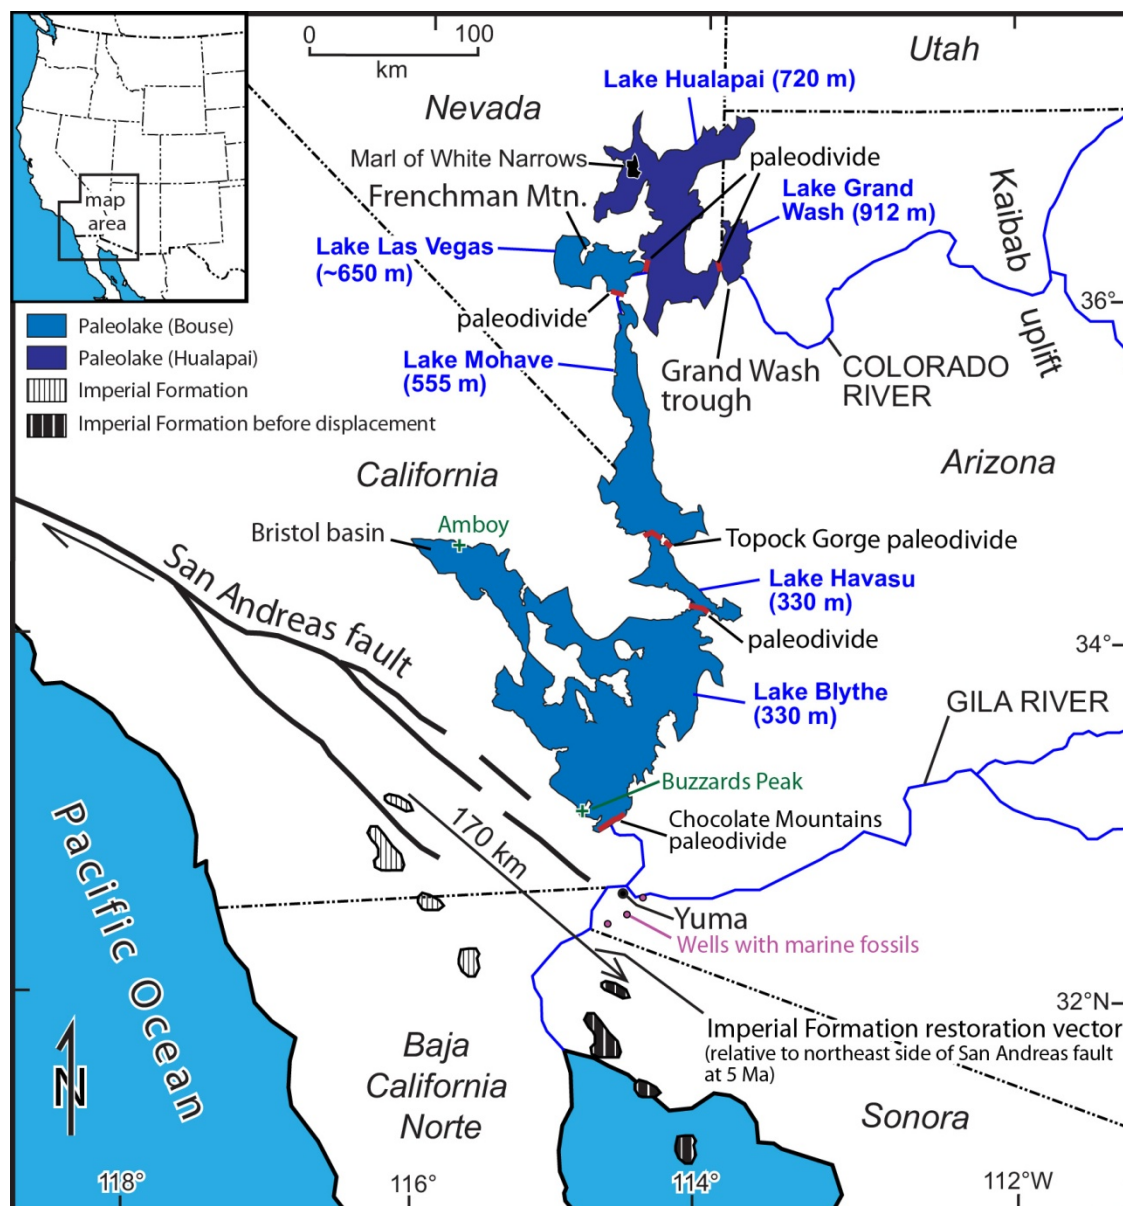 0
100
km
Utah
Nevada
Lake Hualapai (720 m)
Marl of White Narrows
paleodivide
Frenchman Mtn.
Lake Grand
Wash (912 m)
Kaibab
uplift
map
area
Lake Las Vegas
(~650 m)
36°
paleodivide
Paleolake (Bouse)
Paleolake (Hualapai)
Imperial Formation
Imperial Formation before displacement
Lake Mohave
(555 m)
Grand Wash
trough
COLORADO
RIVER
Arizona
California
Amboy
Bristol basin
Topock Gorge paleodivide
San Andreas fault
Lake Havasu
(330 m)
paleodivide
34°
Lake Blythe
(330 m)
GILA RIVER
Buzzards Peak
Chocolate Mountains
paleodivide
170 km
Pacific Ocean
Yuma
Wells with marine fossils
32°N
Imperial Formation restoration vector
(relative to northeast side of San Andreas fault
at 5 Ma)
N
Baja
California
Norte
Sonora
118°
116°
114°
112°W